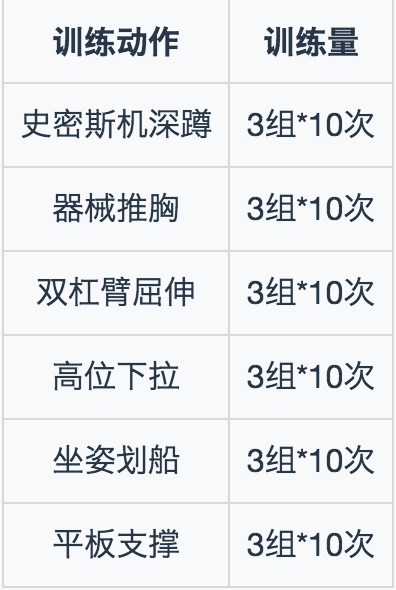 训练动作 训练量
史密斯机深蹲 3组*10次
器械推胸 3组*10次
双杠臂屈伸 3组*10次
高位下拉 3组*10次
坐姿划船 3组*10次
平板支撑 3组*10次